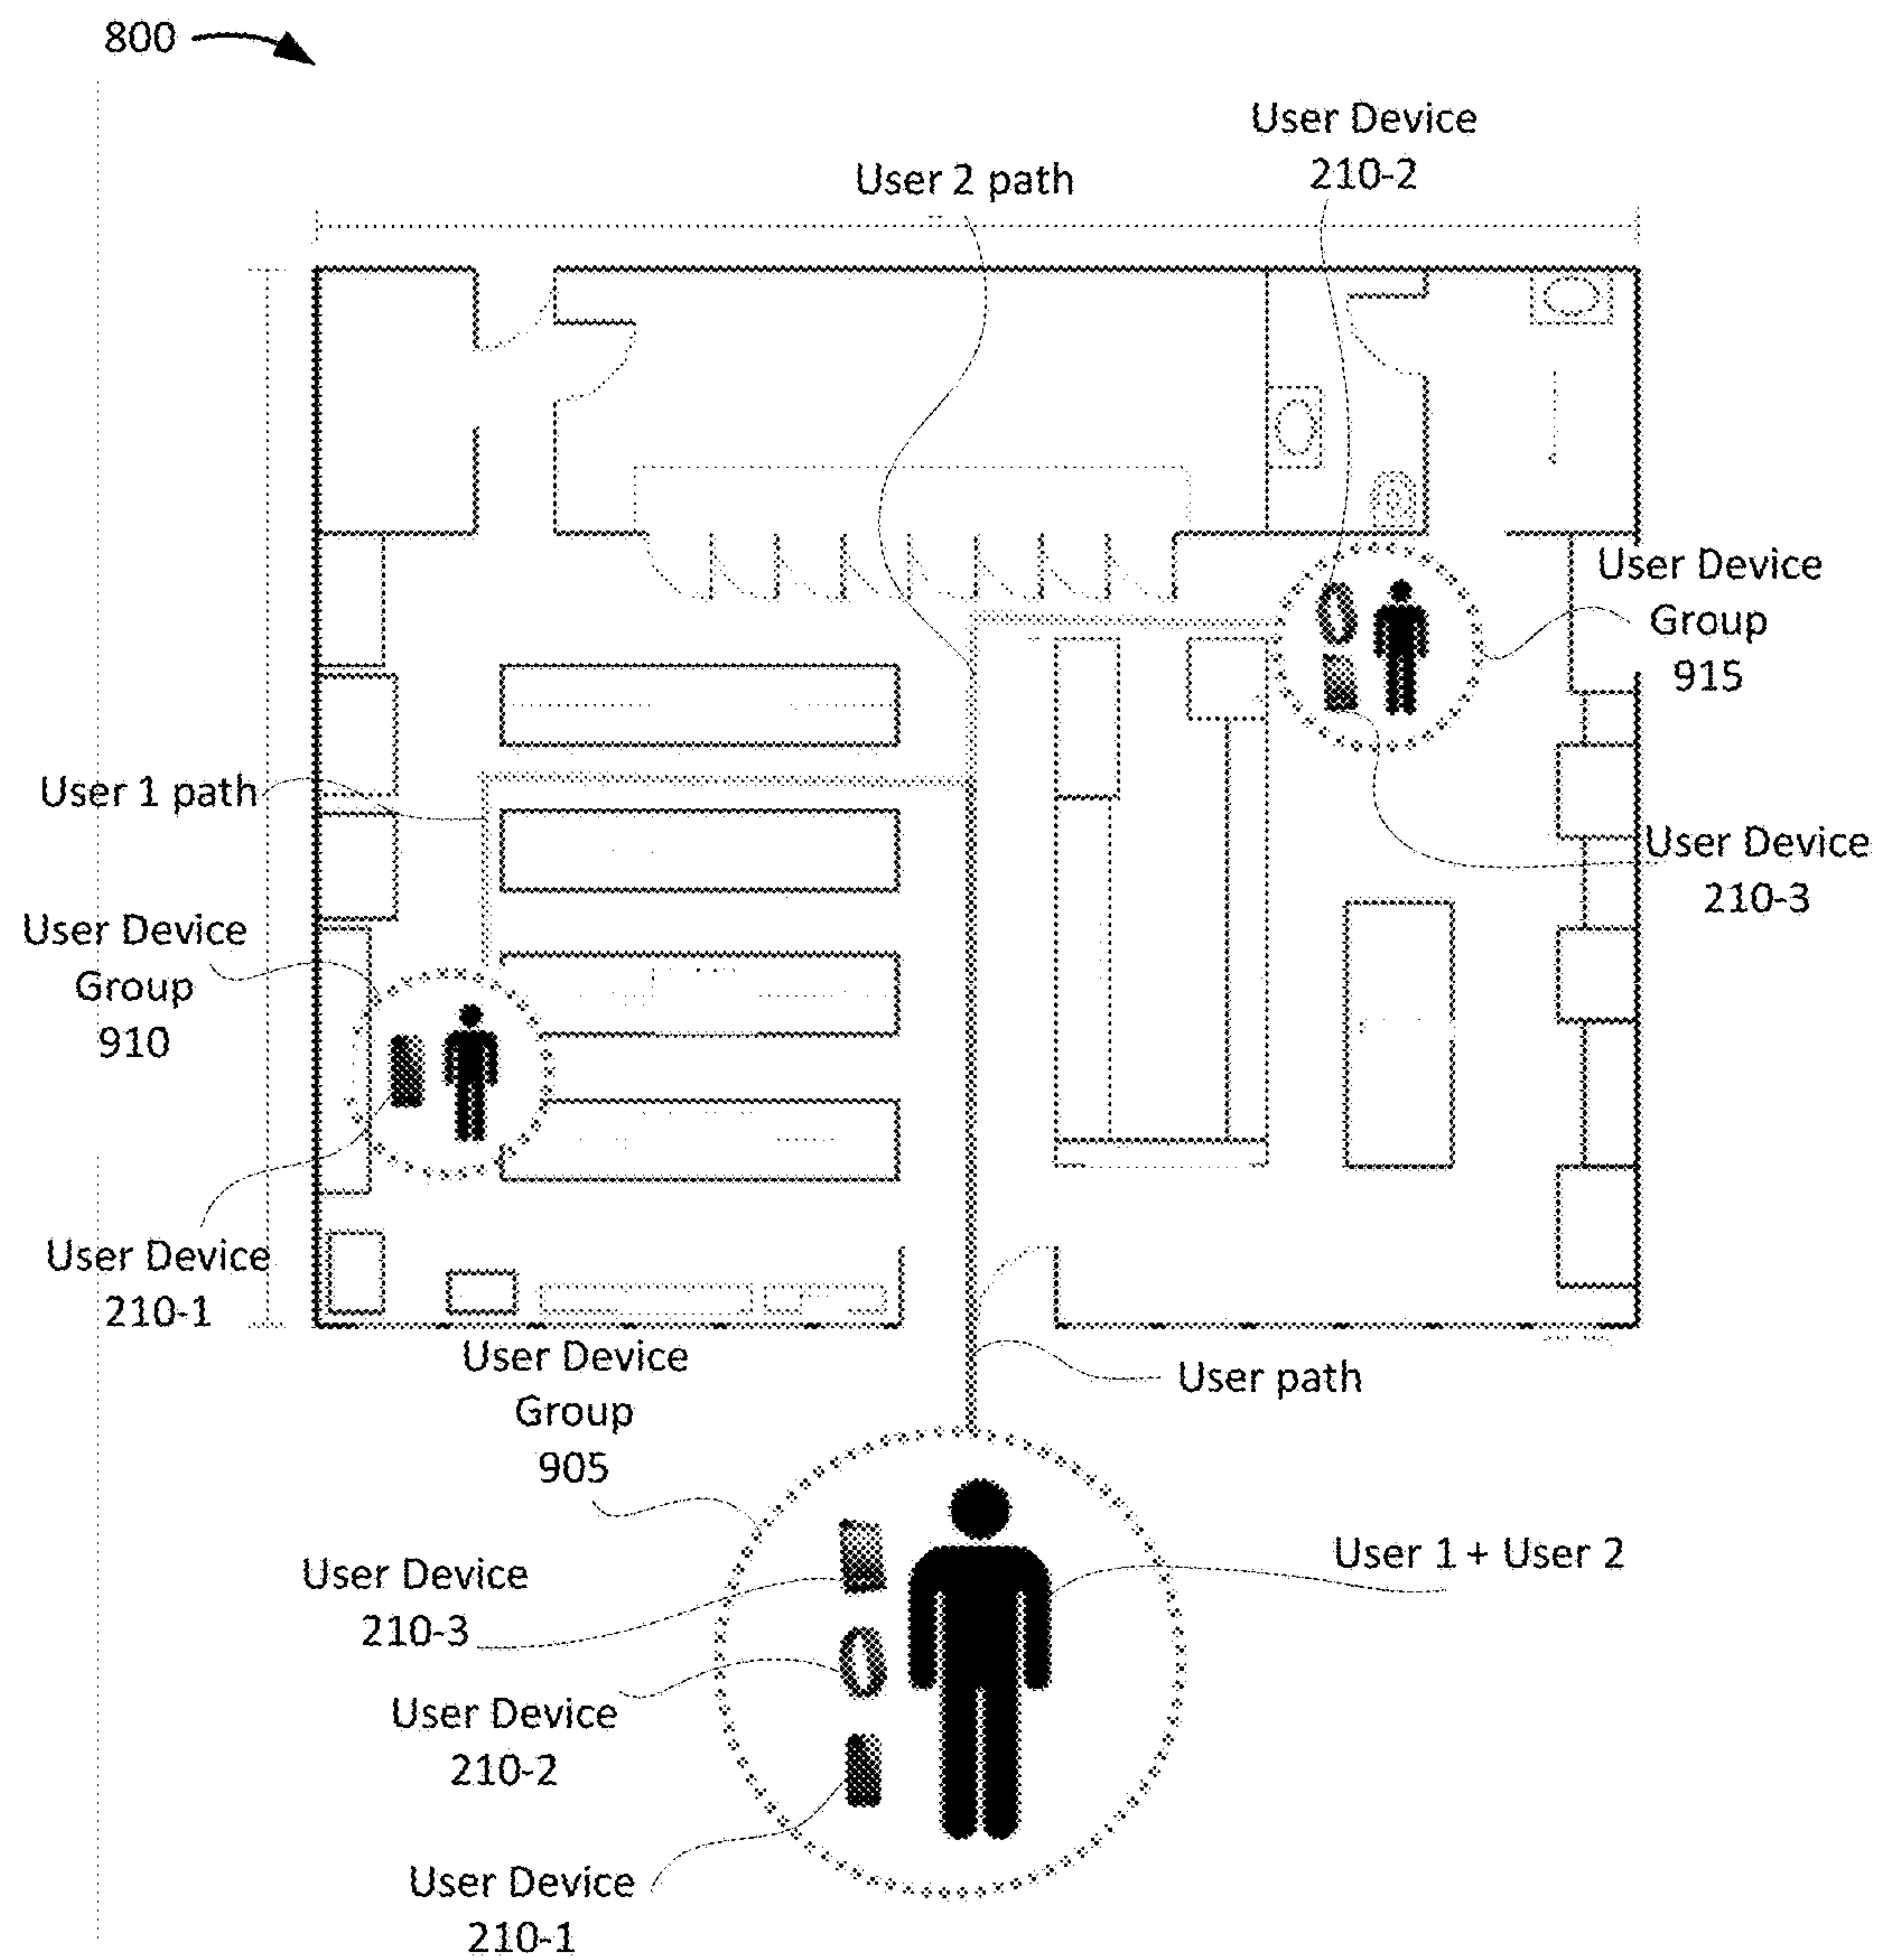 800
User Device
210-2
User 2 path
User Device
Group
915
User 1 path
User Device
210-3
User Device
Group
910
User Device
210-1
User Device
Group
905
User path
User 1 + User 2
User Device
210-3
User Device
210-2
User Device
210-1